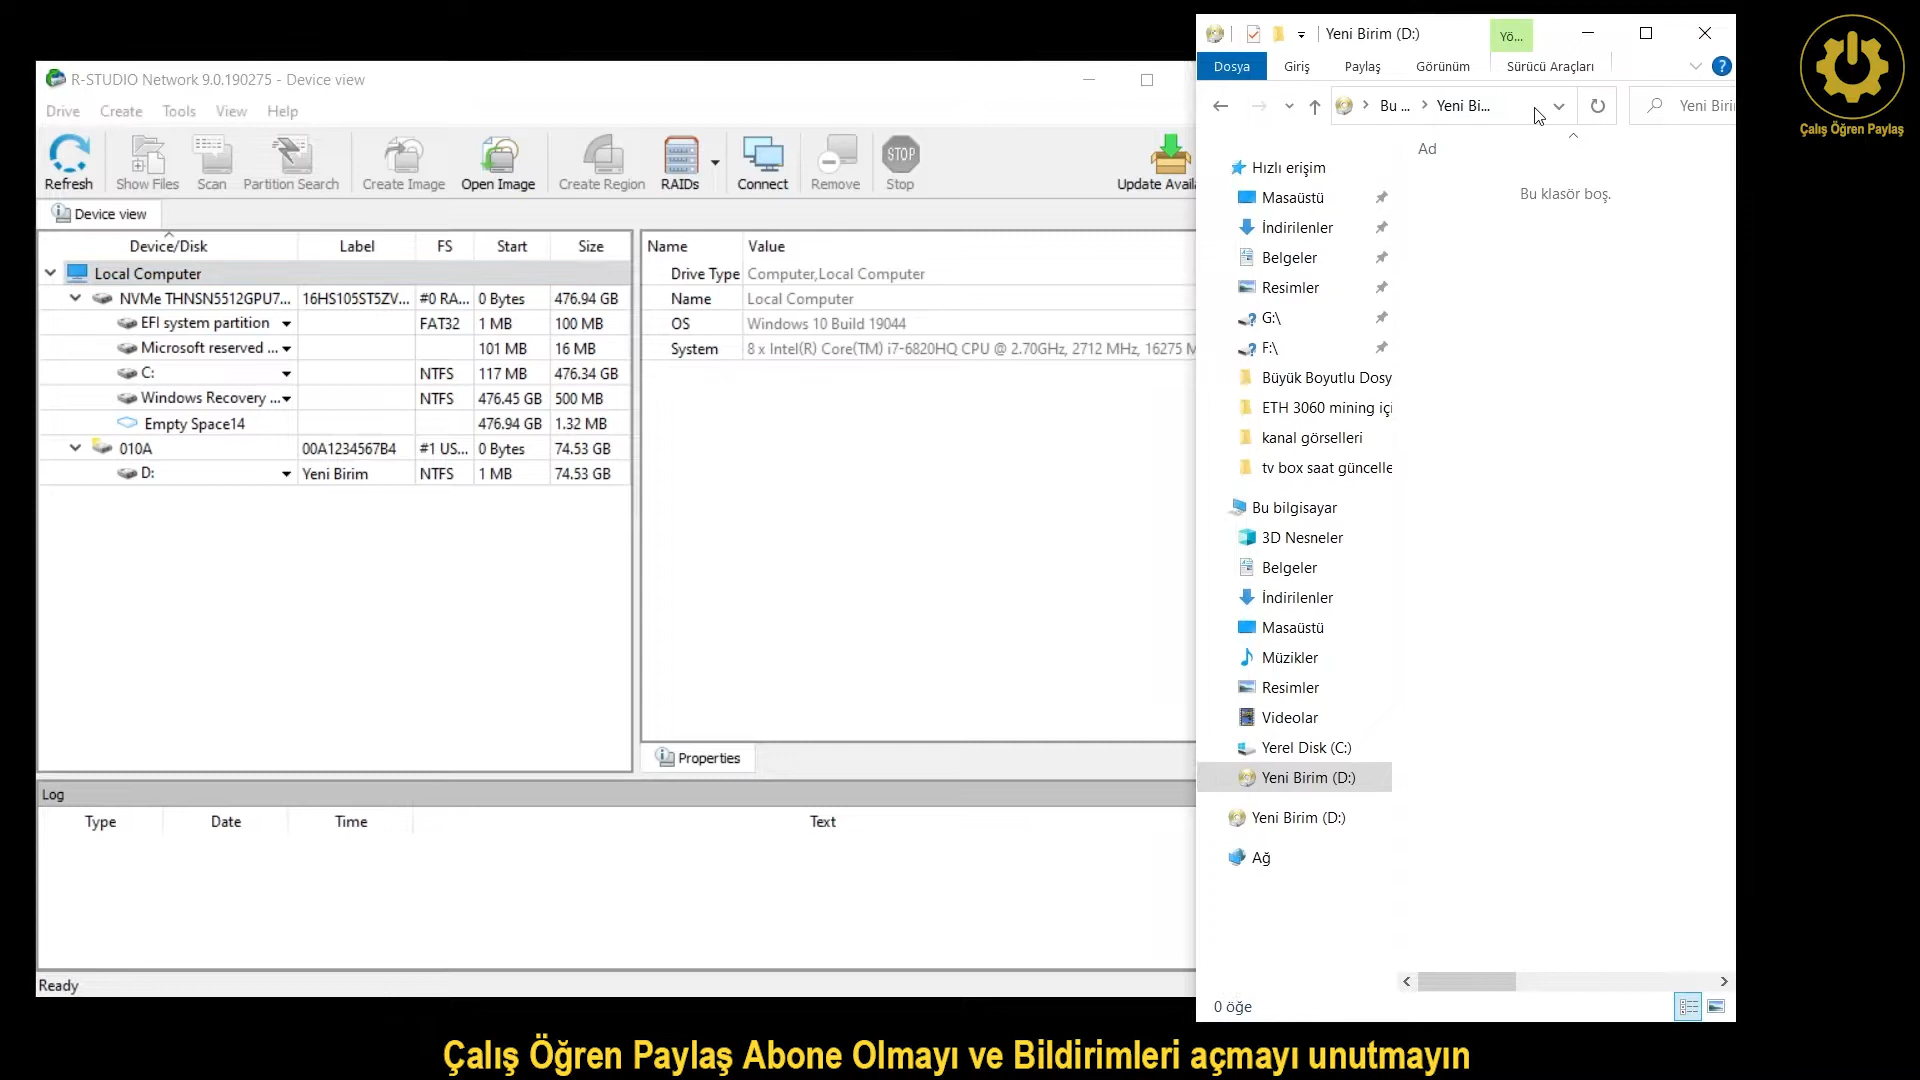 R-STUDIO Network 9.0.190275 - Device view
Drive Create Tools View Help
Refresh Show Files Scan Partition Search Create Image Open Image Create Region RAIDs Connect Remove Stop Update Avail
Device view
Device/Disk Label FS Start Size
Local Computer
NVMe THNSN5512GPU7... 16HS105ST5ZV... #0 RA... 0 Bytes 476.94 GB
EFI system partition FAT32 1 MB 100 MB
Microsoft reserved ... 101 MB 16 MB
C: NTFS 117 MB 476.34 GB
Windows Recovery ... NTFS 476.45 GB 500 MB
Empty Space14 476.94 GB 1.32 MB
010A 00A1234567B4 #1 US... 0 Bytes 74.53 GB
D: Yeni Birim NTFS 1 MB 74.53 GB
Name Value
Drive Type Computer,Local Computer
Name Local Computer
OS Windows 10 Build 19044
System 8 x Intel(R) Core(TM) i7-6820HQ CPU @ 2.70GHz, 2712 MHz, 16275 M
Properties
Log
Type Date Time Text
Ready
Yeni Birim (D:) Yö...
Dosya Giriş Paylaş Görünüm Sürücü Araçları
Bu ... Yeni Bi... Yeni Biri
Ad
Bu klasör boş.
Hızlı erişim
Masaüstü
İndirilenler
Belgeler
Resimler
G:\
F:\
Büyük Boyutlu Dosy
ETH 3060 mining içi
kanal görselleri
tv box saat güncelle
Bu bilgisayar
3D Nesneler
Belgeler
İndirilenler
Masaüstü
Müzikler
Resimler
Videolar
Yerel Disk (C:)
Yeni Birim (D:)
Yeni Birim (D:)
Ağ
0 öğe
Çalış Öğren Paylaş
Çalış Öğren Paylaş Abone Olmayı ve Bildirimleri açmayı unutmayın